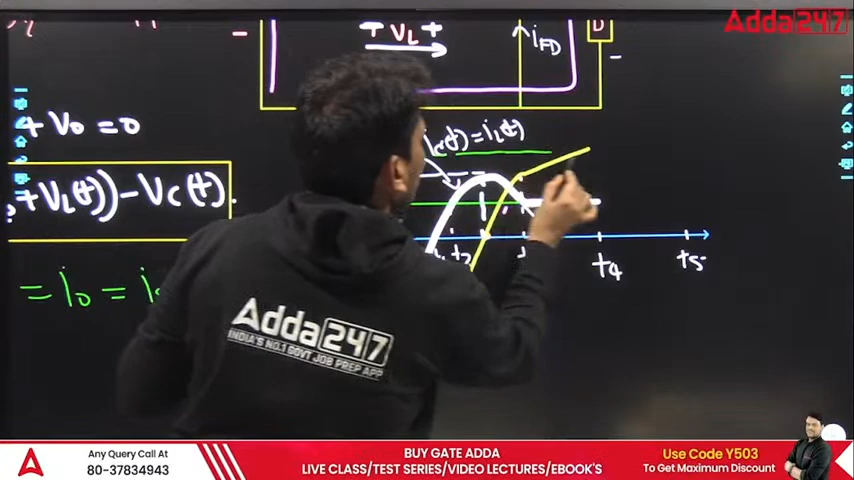 Adda247
+ VL +
-
iFD
D
-
+ Vo = 0
ic(t) = iL(t)
+VL(t)) - Vc(t)
= io = i
t2
t4
t5
Adda247
INDIA'S NO.1 GOVT JOB PREP APP
Any Query Call At
80-37834943
BUY GATE ADDA
LIVE CLASS/TEST SERIES/VIDEO LECTURES/EBOOK'S
Use Code Y503
To Get Maximum Discount